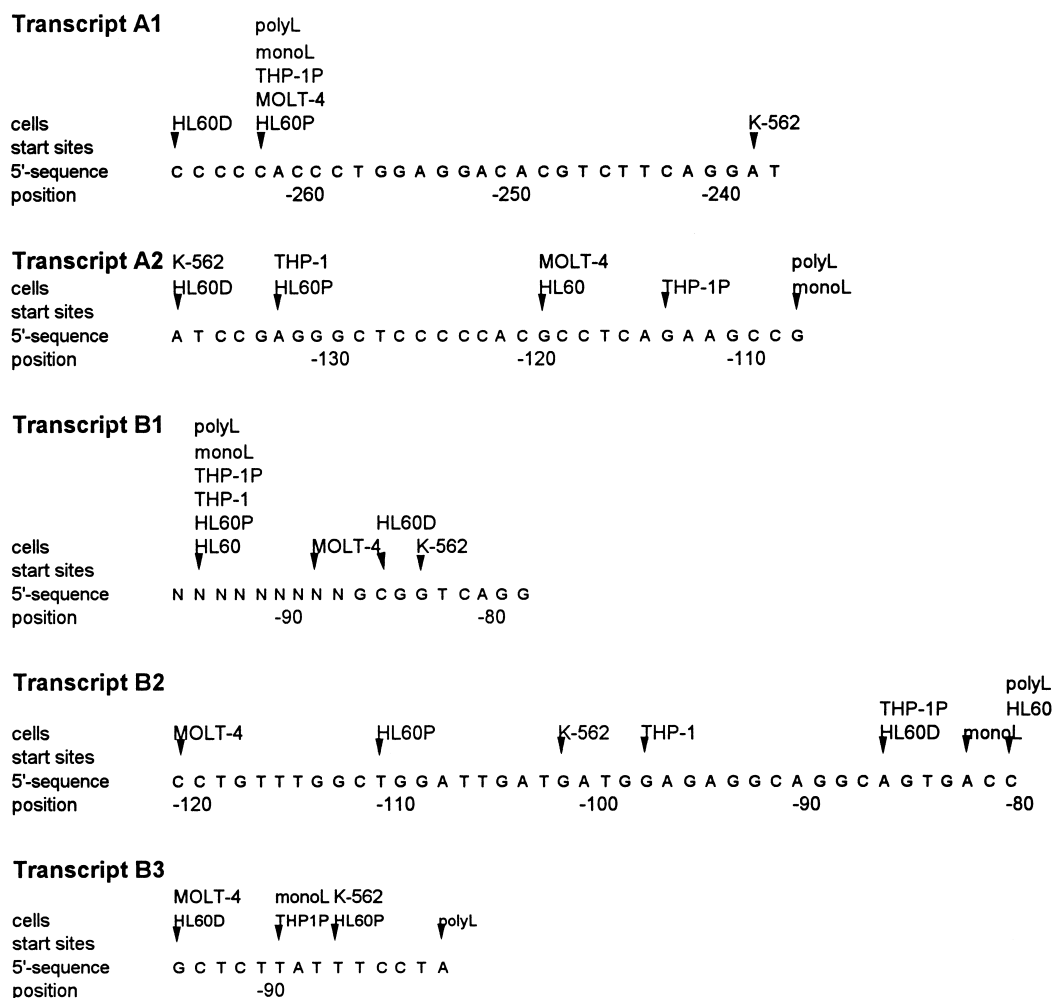 Transcript A1 polyL
monoL
THP-1P
MOLT-4
cells HL60D HL60P K-562
start sites
5'-sequence C C C C C A C C C T G G A G G A C A C G T C T T C A G G A T
position -260 -250 -240
Transcript A2 K-562 THP-1 MOLT-4 polyL
cells HL60D HL60P HL60 THP-1P monoL
start sites
5'-sequence A T C C G A G G G C T C C C C C A C G C C T C A G A A G C C G
position -130 -120 -110
Transcript B1 polyL
monoL
THP-1P
THP-1
HL60P HL60D
cells HL60 MOLT-4 K-562
start sites
5'-sequence N N N N N N N N N G C G G T C A G G
position -90 -80
Transcript B2 polyL
THP-1P HL60
cells MOLT-4 HL60P K-562 THP-1 HL60D monoL
start sites
5'-sequence C C T G T T T G G C T G G A T T G A T G A T G G A G A G G C A G G C A G T G A C C
position -120 -110 -100 -90 -80
Transcript B3
MOLT-4 monoL K-562
cells HL60D THP1P HL60P polyL
start sites
5'-sequence G C T C T T A T T T C C T A
position -90